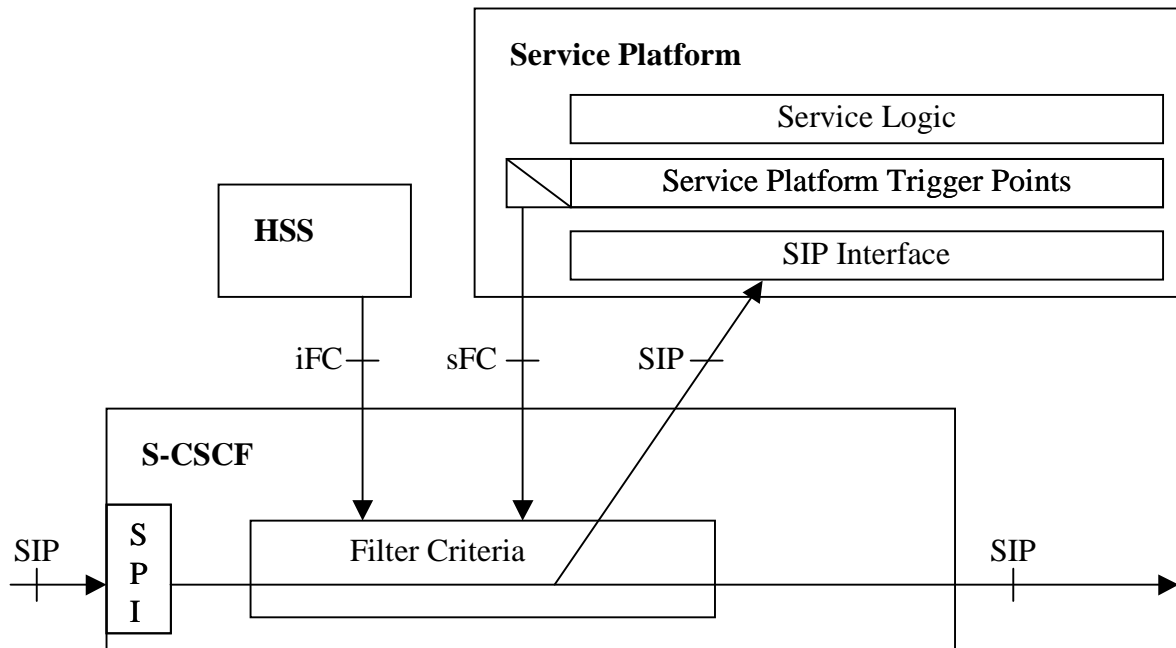 Service Platform
Service Logic
Service Platform Trigger Points
HSS
SIP Interface
iFC
sFC
SIP
S-CSCF
S
P
I
Filter Criteria
SIP
SIP